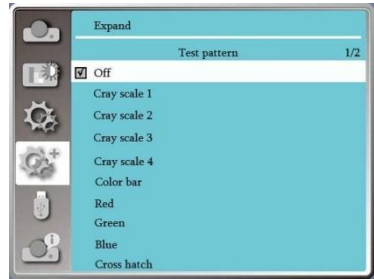 Expand
Test pattern 1/2
Off
Cray scale 1
Cray scale 2
Cray scale 3
Cray scale 4
Color bar
Red
Green
Blue
Cross hatch